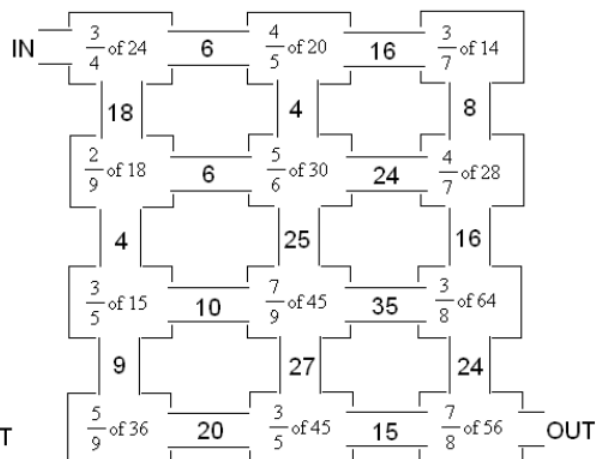 IN 3/4 of 24 6 4/5 of 20 16 3/7 of 14
18 4 8
2/9 of 18 6 5/6 of 30 24 4/7 of 28
4 25 16
3/5 of 15 10 7/9 of 45 35 3/8 of 64
9 27 24
T 5/9 of 36 20 3/5 of 45 15 7/8 of 56 OUT